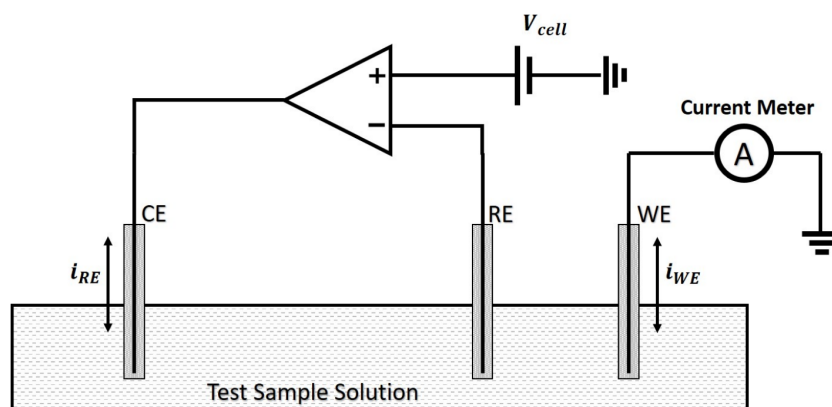 V_cell
+
−
Current Meter
A
CE
RE
WE
i_RE
i_WE
Test Sample Solution